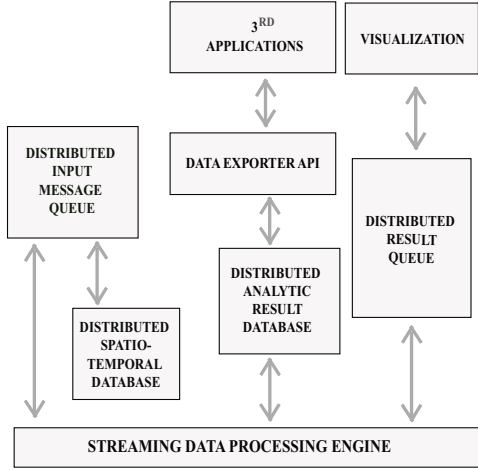 3RD
APPLICATIONS
VISUALIZATION
DISTRIBUTED
INPUT
MESSAGE
QUEUE
DATA EXPORTER API
DISTRIBUTED
RESULT
QUEUE
DISTRIBUTED
ANALYTIC
RESULT
DATABASE
DISTRIBUTED
SPATIO-
TEMPORAL
DATABASE
STREAMING DATA PROCESSING ENGINE